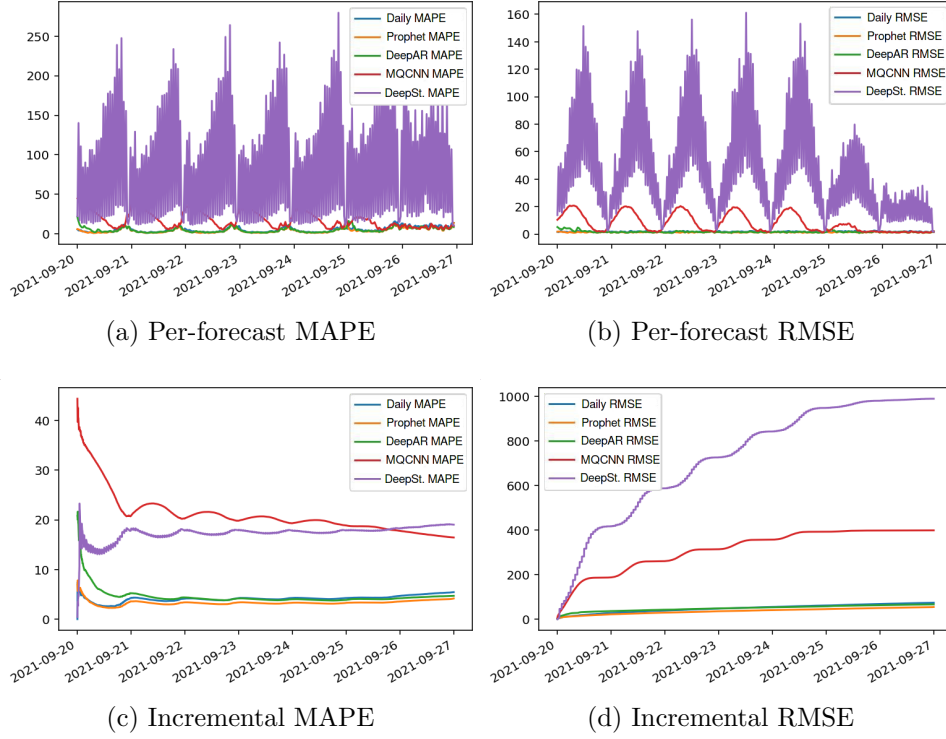 250
200
150
100
50
0
Daily MAPE
Prophet MAPE
DeepAR MAPE
MQCNN MAPE
DeepSt. MAPE
2021-09-20
2021-09-21
2021-09-22
2021-09-23
2021-09-24
2021-09-25
2021-09-26
2021-09-27
(a) Per-forecast MAPE
160
140
120
100
80
60
40
20
0
Daily RMSE
Prophet RMSE
DeepAR RMSE
MQCNN RMSE
DeepSt. RMSE
2021-09-20
2021-09-21
2021-09-22
2021-09-23
2021-09-24
2021-09-25
2021-09-26
2021-09-27
(b) Per-forecast RMSE
40
30
20
10
0
Daily MAPE
Prophet MAPE
DeepAR MAPE
MQCNN MAPE
DeepSt. MAPE
2021-09-20
2021-09-21
2021-09-22
2021-09-23
2021-09-24
2021-09-25
2021-09-26
2021-09-27
(c) Incremental MAPE
1000
800
600
400
200
0
Daily RMSE
Prophet RMSE
DeepAR RMSE
MQCNN RMSE
DeepSt. RMSE
2021-09-20
2021-09-21
2021-09-22
2021-09-23
2021-09-24
2021-09-25
2021-09-26
2021-09-27
(d) Incremental RMSE